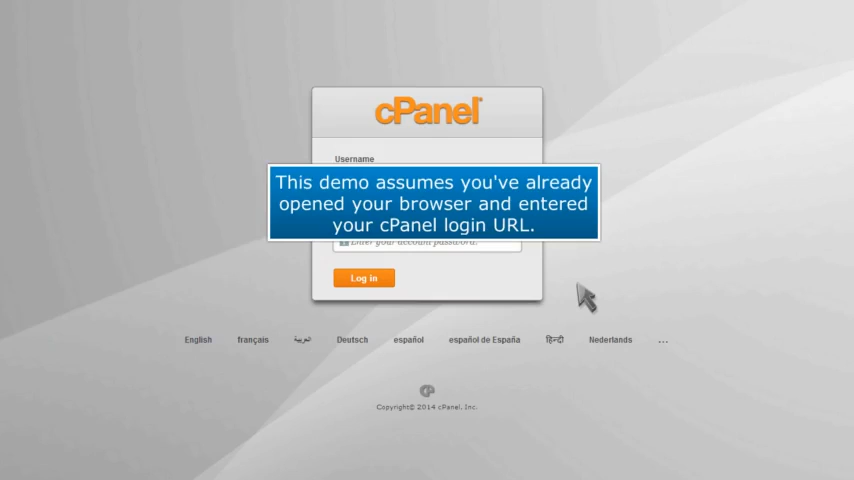 cPanel
Username
This demo assumes you've already
opened your browser and entered
your cPanel login URL.
Enter your account password.
Log in
English français العربية Deutsch español español de España हिन्दी Nederlands ...
Copyright© 2014 cPanel, Inc.